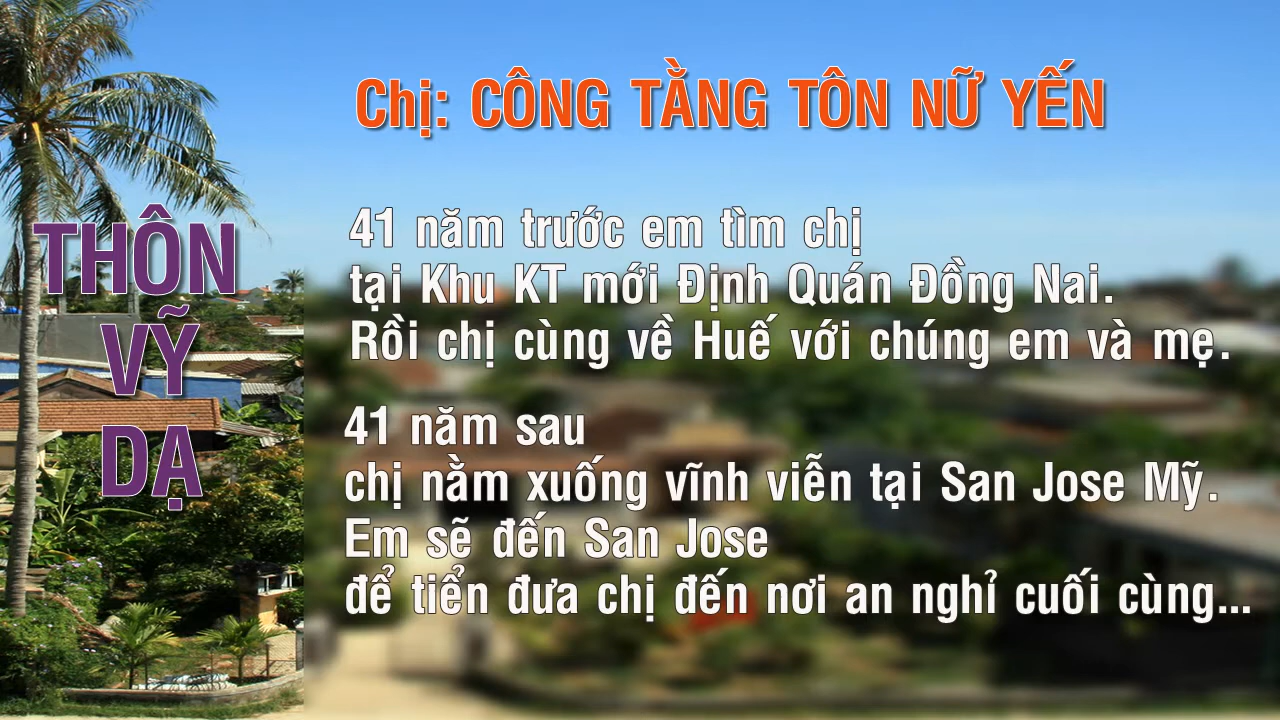 Chị: CÔNG TẰNG TÔN NỮ YẾN
THÔN
VỸ
DẠ
41 năm trước em tìm chị
tại Khu KT mới Định Quán Đồng Nai.
Rồi chị cùng về Huế với chúng em và mẹ.
41 năm sau
chị nằm xuống vĩnh viễn tại San Jose Mỹ.
Em sẽ đến San Jose
để tiển đưa chị đến nơi an nghỉ cuối cùng...